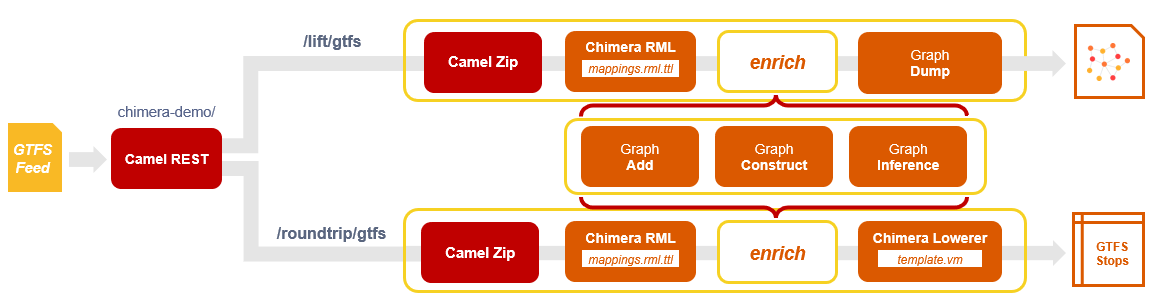 /lift/gtfs
Camel Zip
Chimera RML
mappings.rml.ttl
enrich
Graph
Dump
chimera-demo/
GTFS
Feed
Camel REST
Graph
Add
Graph
Construct
Graph
Inference
/roundtrip/gtfs
Camel Zip
Chimera RML
mappings.rml.ttl
enrich
Chimera Lowerer
template.vm
GTFS
Stops